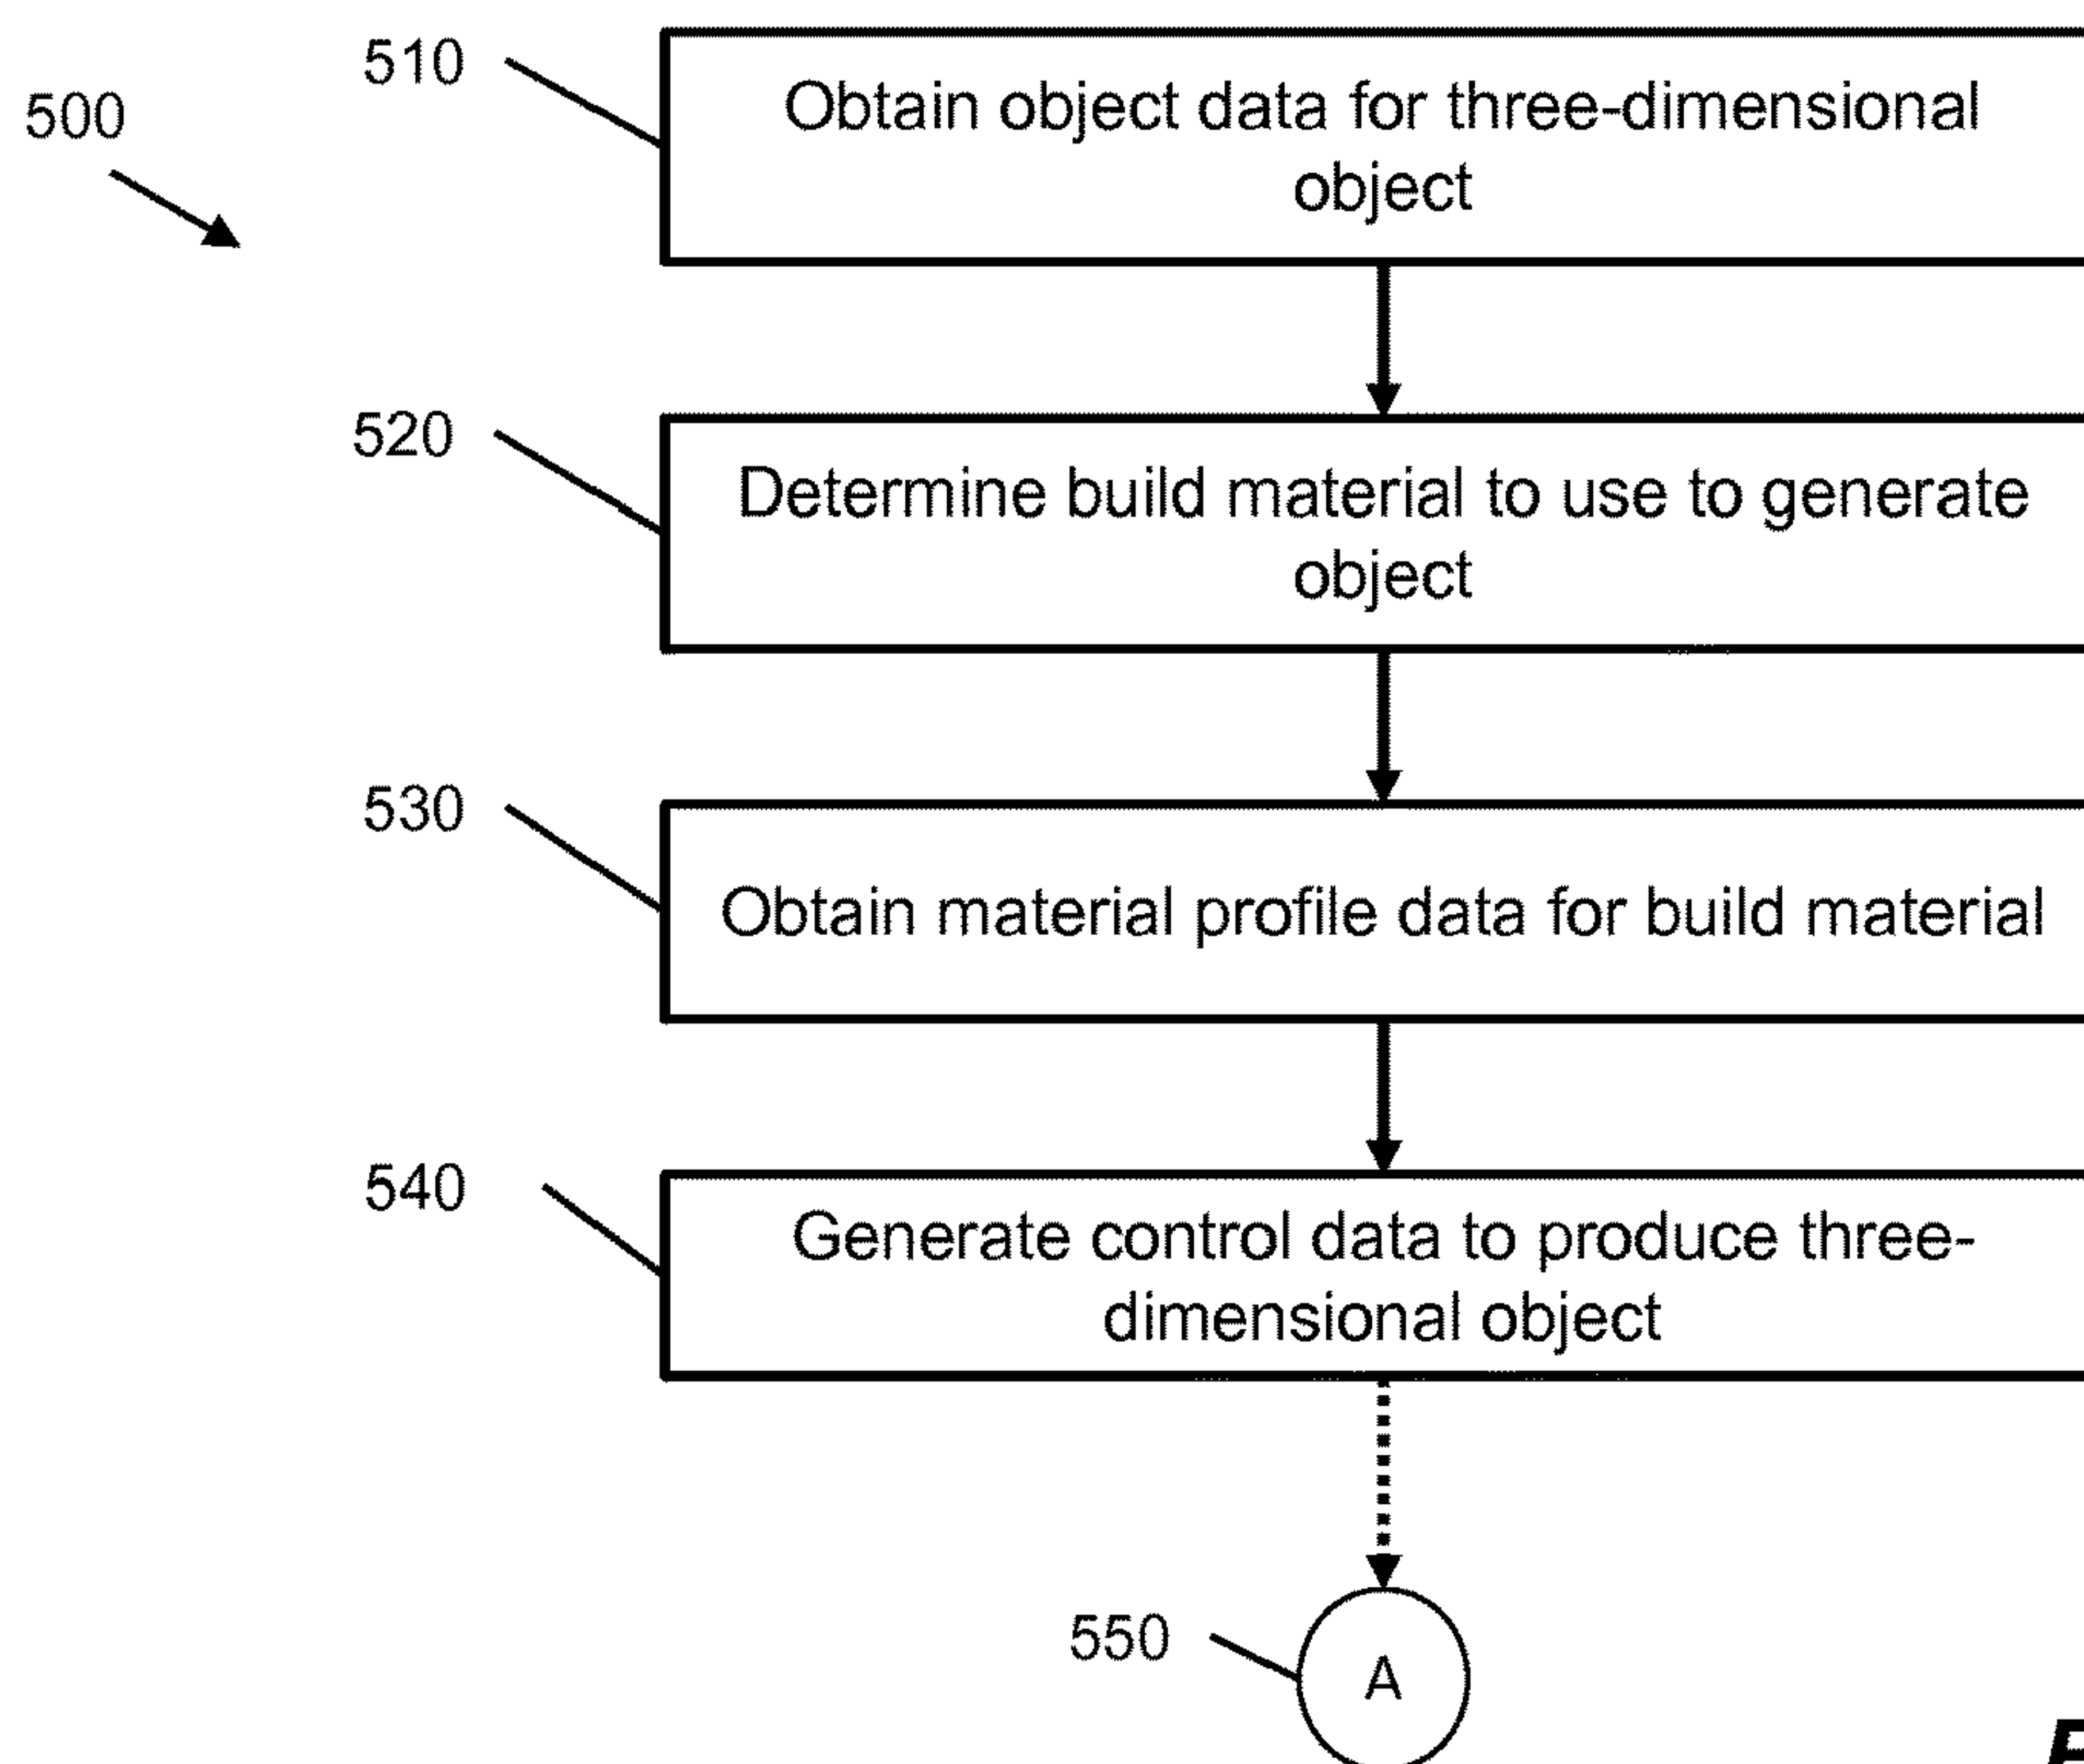 500
510
Obtain object data for three-dimensional
object
520
Determine build material to use to generate
object
530
Obtain material profile data for build material
540
Generate control data to produce three-
dimensional object
550
A